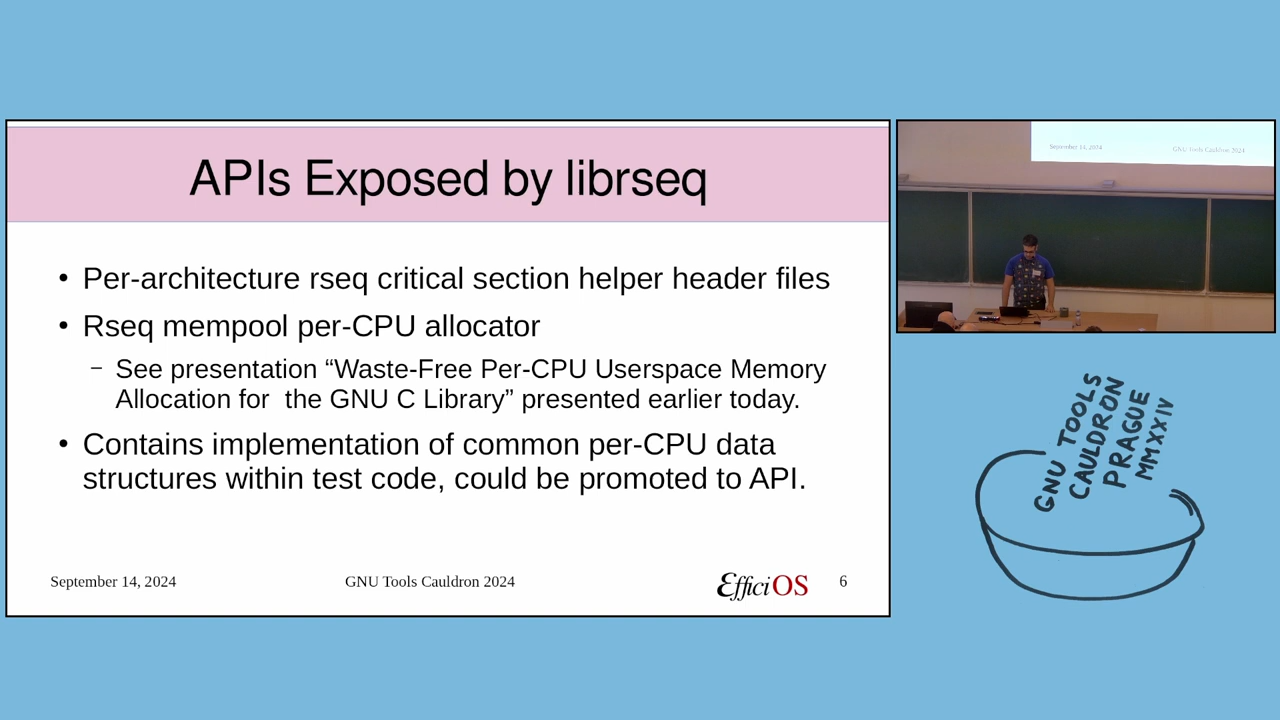 APIs Exposed by librseq
• Per-architecture rseq critical section helper header files
• Rseq mempool per-CPU allocator
– See presentation “Waste-Free Per-CPU Userspace Memory
Allocation for  the GNU C Library” presented earlier today.
• Contains implementation of common per-CPU data
structures within test code, could be promoted to API.
September 14, 2024
GNU Tools Cauldron 2024
EfficiOS
6
September 14, 2024
GNU Tools Cauldron 2024
GNU TOOLS
CAULDRON
PRAGUE
MMXXIV